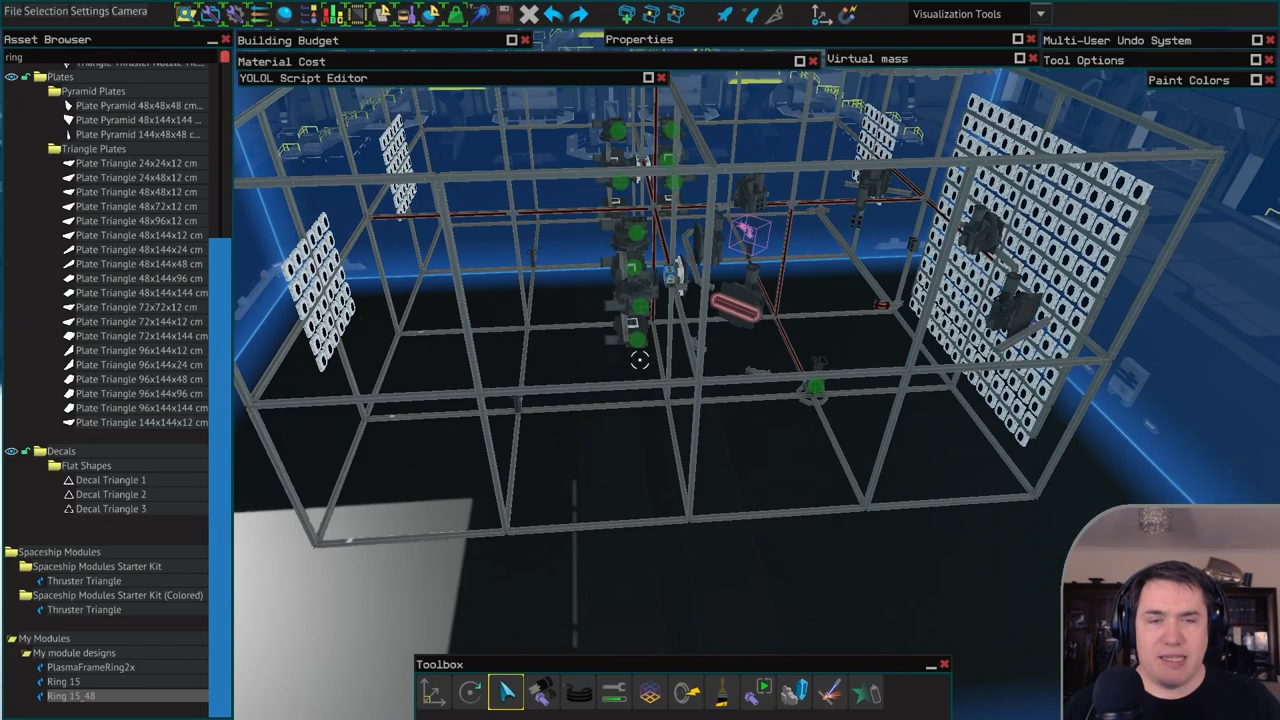 File Selection Settings Camera
Visualization Tools
Asset Browser
Building Budget
Properties
Multi-User Undo System
ring
Material Cost
Virtual mass
Tool Options
YOLOL Script Editor
Paint Colors
Plates
Pyramid Plates
Plate Pyramid 48x48x48 cm...
Plate Pyramid 48x144x144 ...
Plate Pyramid 144x48x48 c...
Triangle Plates
Plate Triangle 24x24x12 cm
Plate Triangle 24x48x12 cm
Plate Triangle 48x48x12 cm
Plate Triangle 48x72x12 cm
Plate Triangle 48x96x12 cm
Plate Triangle 48x144x12 cm
Plate Triangle 48x144x24 cm
Plate Triangle 48x144x48 cm
Plate Triangle 48x144x96 cm
Plate Triangle 48x144x144 cm
Plate Triangle 72x72x12 cm
Plate Triangle 72x144x12 cm
Plate Triangle 72x144x144 cm
Plate Triangle 96x144x12 cm
Plate Triangle 96x144x24 cm
Plate Triangle 96x144x48 cm
Plate Triangle 96x144x96 cm
Plate Triangle 96x144x144 cm
Plate Triangle 144x144x12 cm
Decals
Flat Shapes
Decal Triangle 1
Decal Triangle 2
Decal Triangle 3
Spaceship Modules
Spaceship Modules Starter Kit
Thruster Triangle
Spaceship Modules Starter Kit (Colored)
Thruster Triangle
My Modules
My module designs
PlasmaFrameRing2x
Ring 15
Ring 15_48
Toolbox